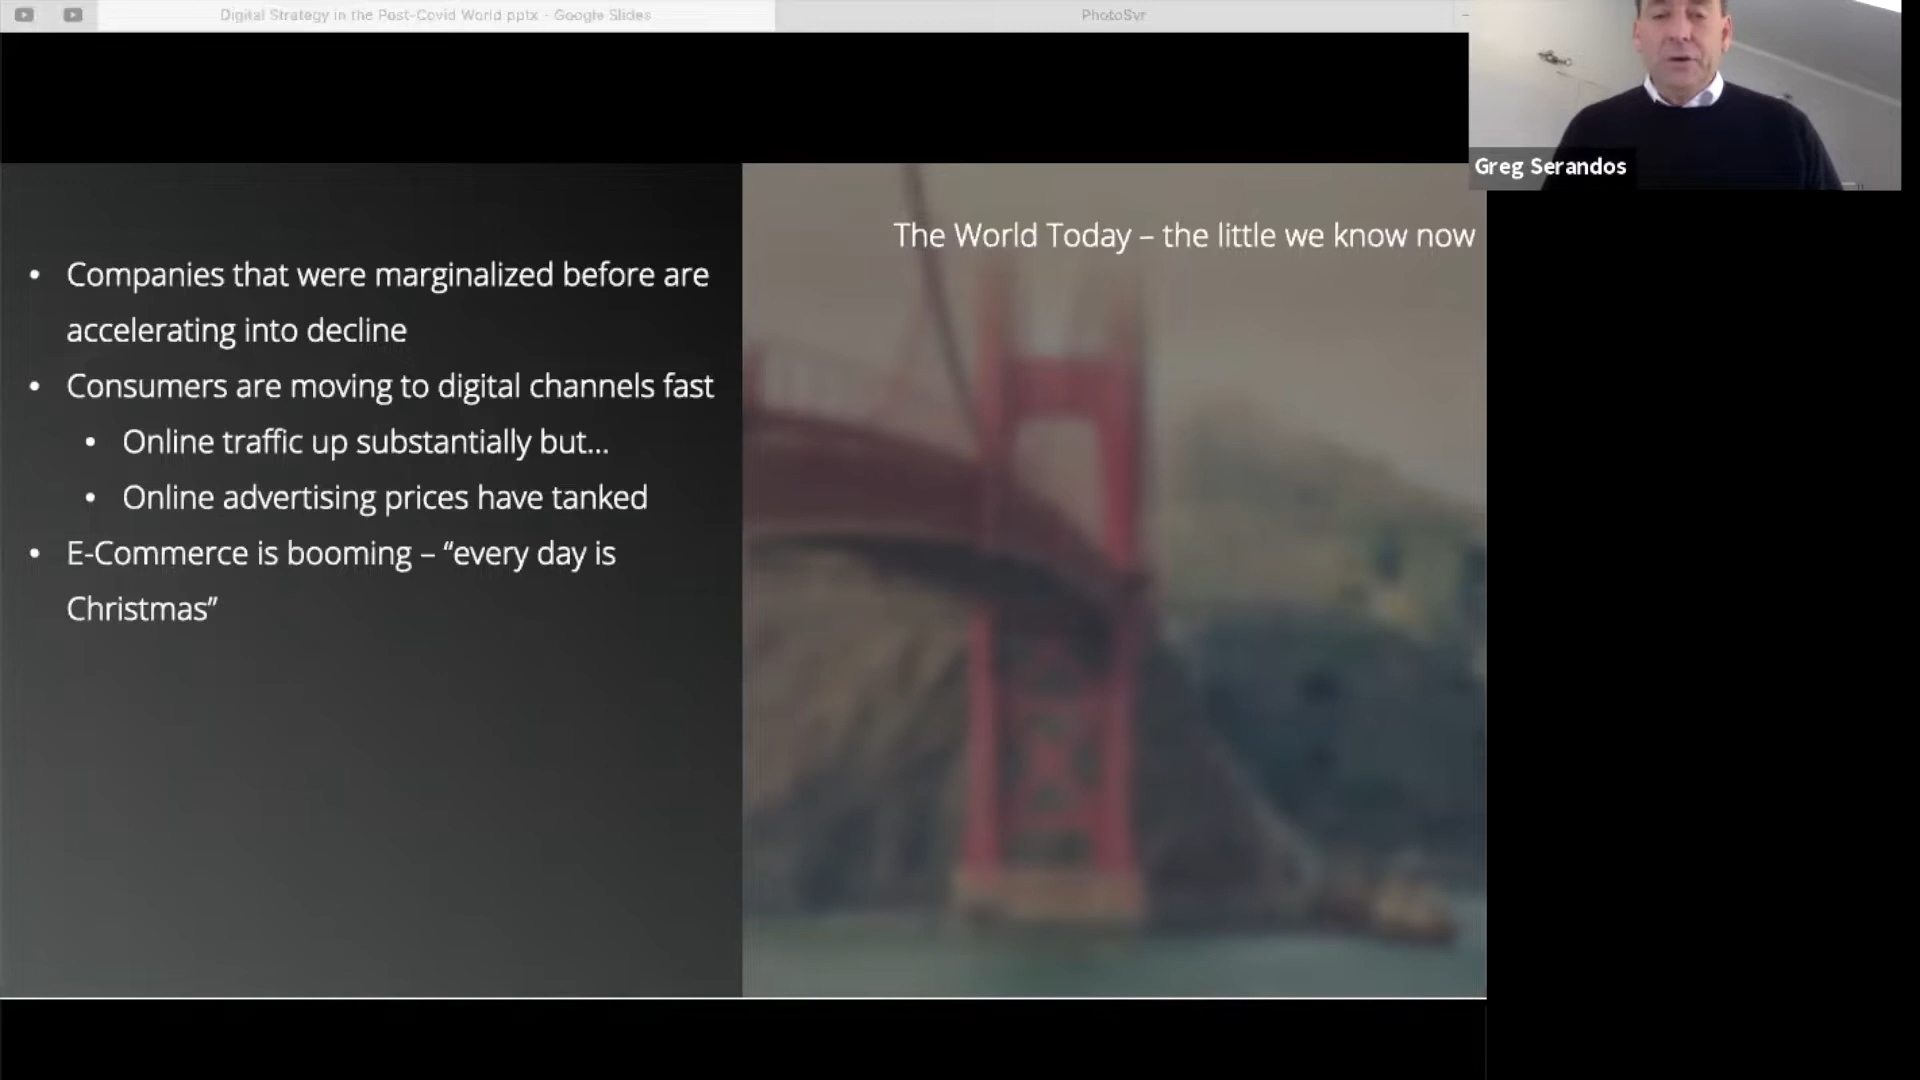 Digital Strategy in the Post-Covid World pptx - Google Slides
PhotoSvr
Greg Serandos
The World Today – the little we know now
• Companies that were marginalized before are
accelerating into decline
• Consumers are moving to digital channels fast
• Online traffic up substantially but...
• Online advertising prices have tanked
• E-Commerce is booming – “every day is
Christmas”